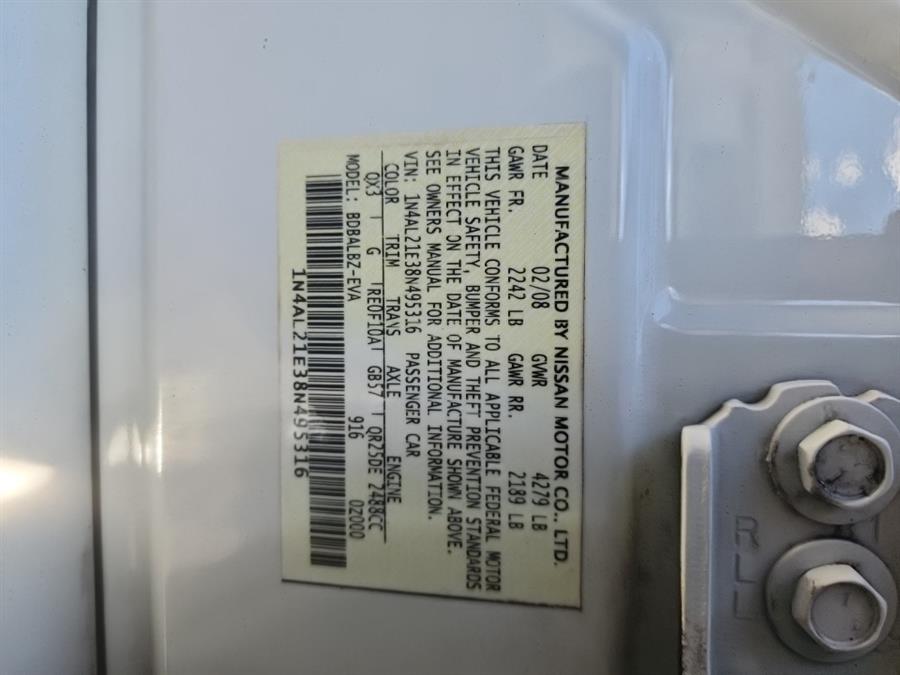 MANUFACTURED BY NISSAN MOTOR CO., LTD.
DATE 02/08 GVWR 4279 LB
GAWR FR. 2242 LB GAWR RR. 2189 LB
THIS VEHICLE CONFORMS TO ALL APPLICABLE FEDERAL MOTOR
VEHICLE SAFETY, BUMPER AND THEFT PREVENTION STANDARDS
IN EFFECT ON THE DATE OF MANUFACTURE SHOWN ABOVE.
SEE OWNERS MANUAL FOR ADDITIONAL INFORMATION.
VIN: 1N4AL21E38N495316 PASSENGER CAR
COLOR TRIM TRANS AXLE ENGINE
QX3 G RE0F10A GB57 QR25DE 2488CC
MODEL: BDBALBZ-EVA 916 02000
1N4AL21E38N495316